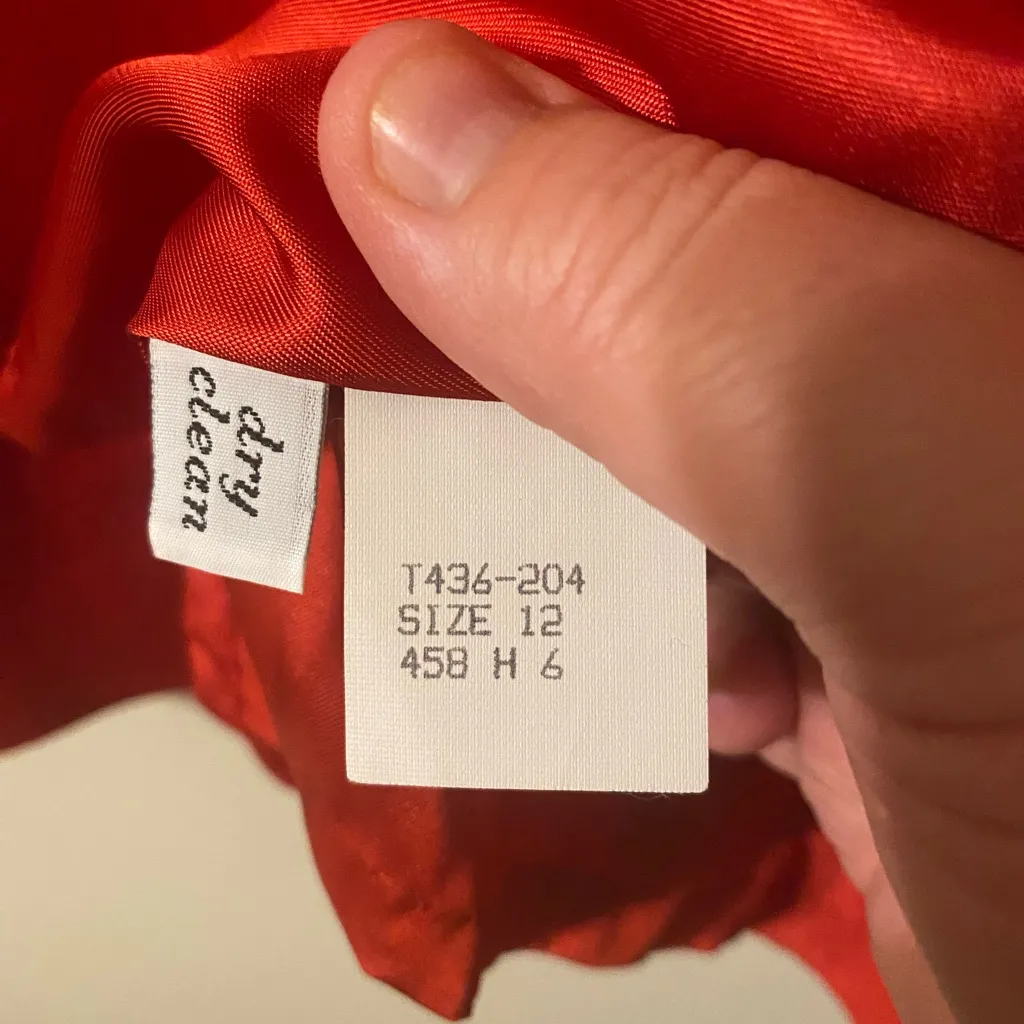 dry
clean
T436-204
SIZE 12
458 H 6